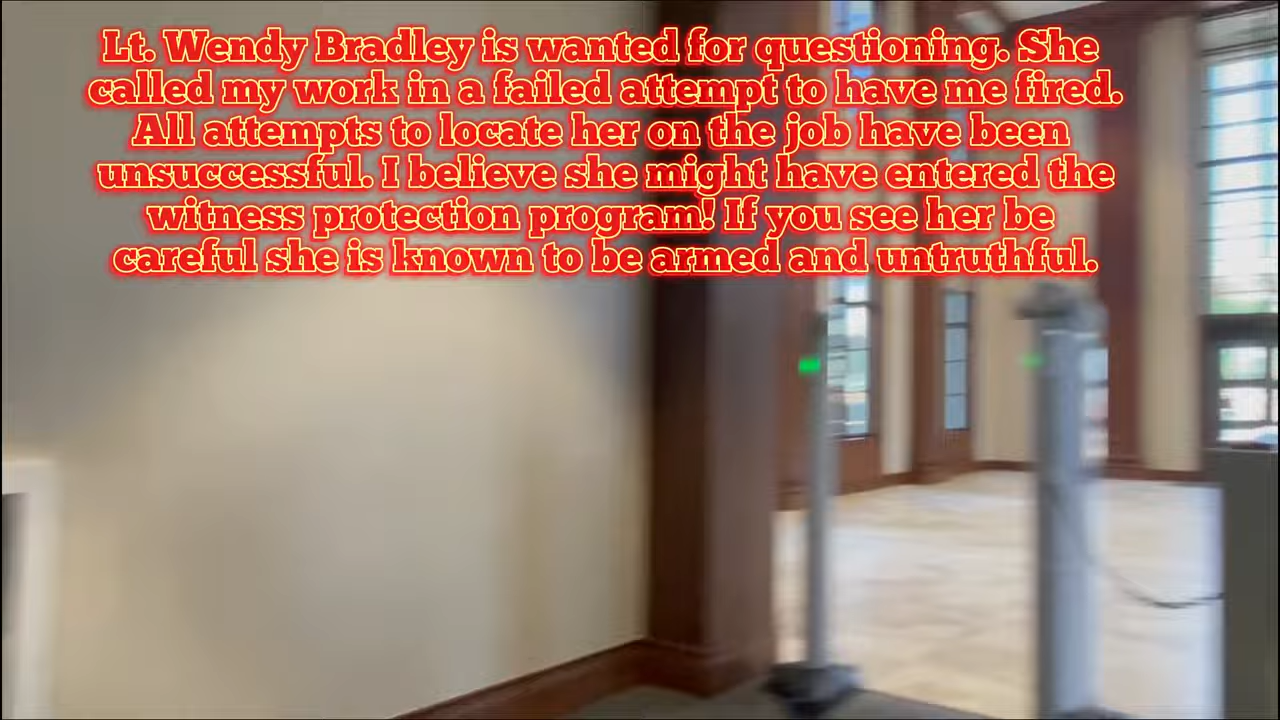 Lt. Wendy Bradley is wanted for questioning. She
called my work in a failed attempt to have me fired.
All attempts to locate her on the job have been
unsuccessful. I believe she might have entered the
witness protection program! If you see her be
careful she is known to be armed and untruthful.